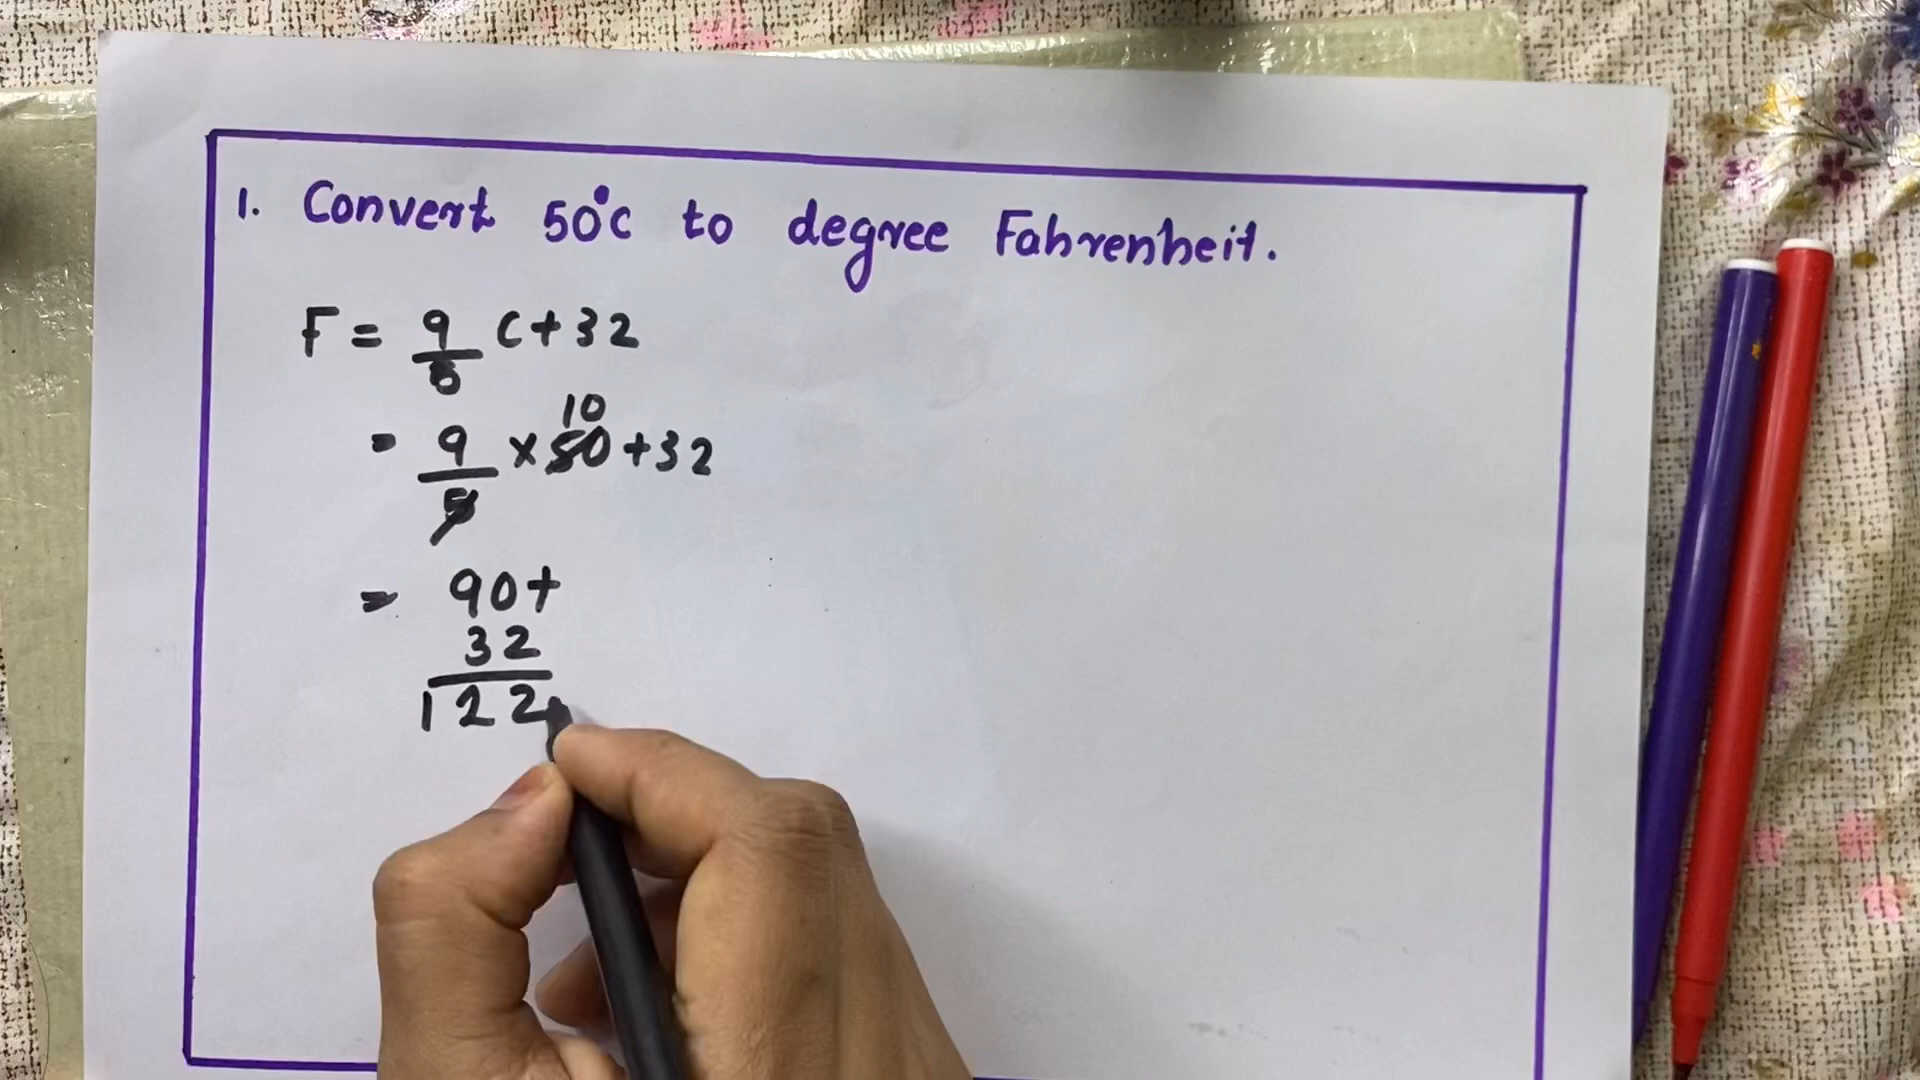 1. Convert 50°C to degree Fahrenheit.
F = 9/5 C + 32
= 9/5 × 50 + 32
10
= 90 +
32
122